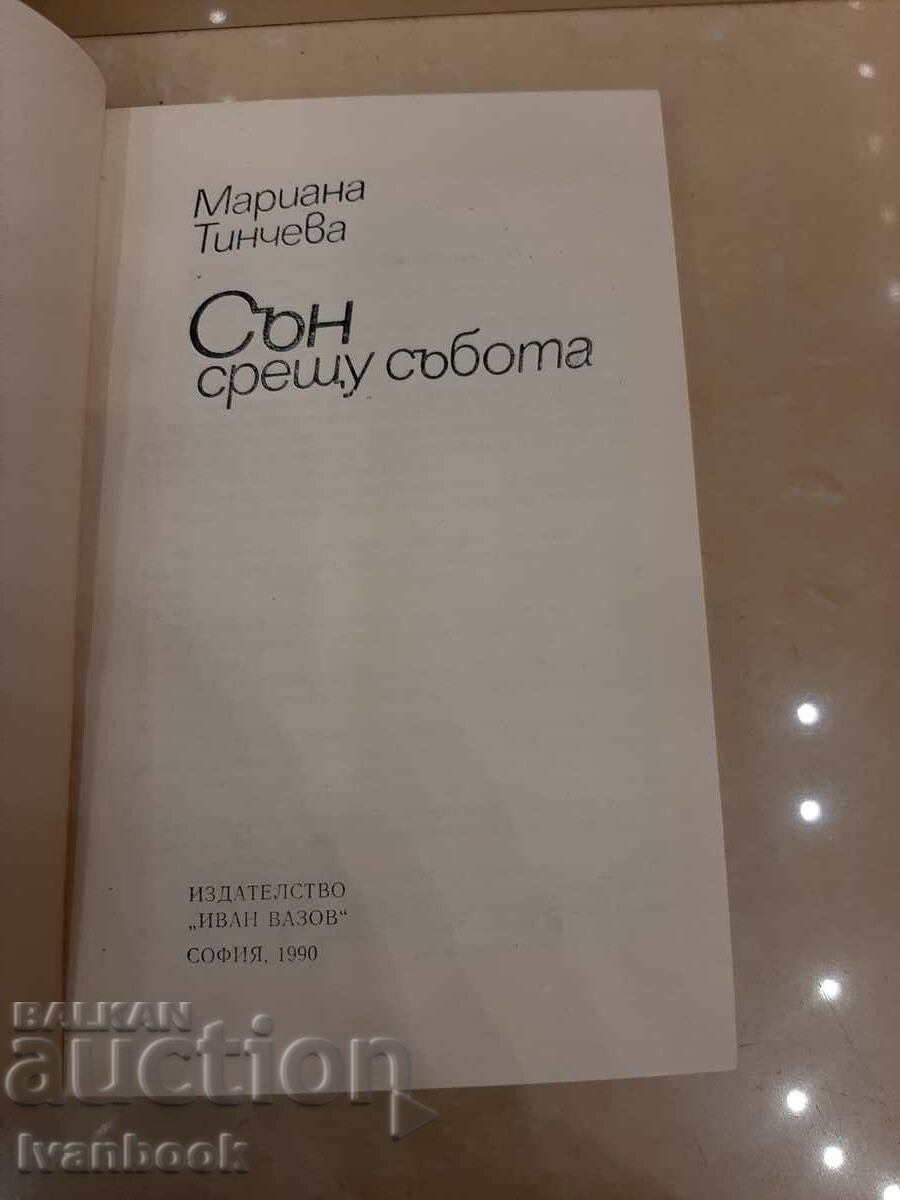 Мариана
Тинчева
Сън
срещу събота
ИЗДАТЕЛСТВО
„ИВАН ВАЗОВ“
СОФИЯ, 1990
BALKAN
auction
Ivanbook